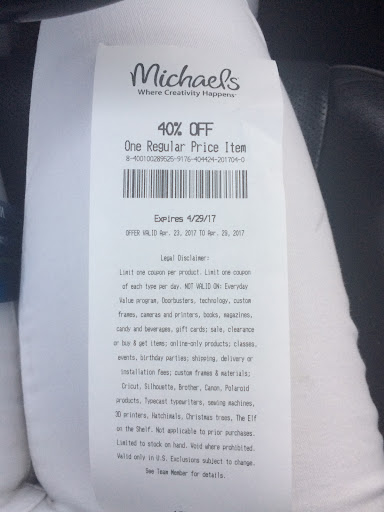 Michaels
Where Creativity Happens
40% OFF
One Regular Price Item
8-400100289525-9176-404424-201704-0
Expires 4/29/17
OFFER VALID Apr. 23, 2017 TO Apr. 29, 2017
Legal Disclaimer:
Limit one coupon per product. Limit one coupon
of each type per day. NOT VALID ON: Everyday
Value program, Doorbusters, technology, custom
frames, cameras and printers, books, magazines,
candy and beverages, gift cards; sale, clearance
or buy & get items; online-only products; classes,
events, birthday parties; shipping, delivery or
installation fees; custom frames & materials;
Cricut, Silhouette, Brother, Canon, Polaroid
products, Typecast typewriters, sewing machines,
3D printers, Hatchimals, Christmas trees, The Elf
on the Shelf. Not applicable to prior purchases.
Limited to stock on hand. Void where prohibited.
Valid only in U.S. Exclusions subject to change.
See Team Member for details.